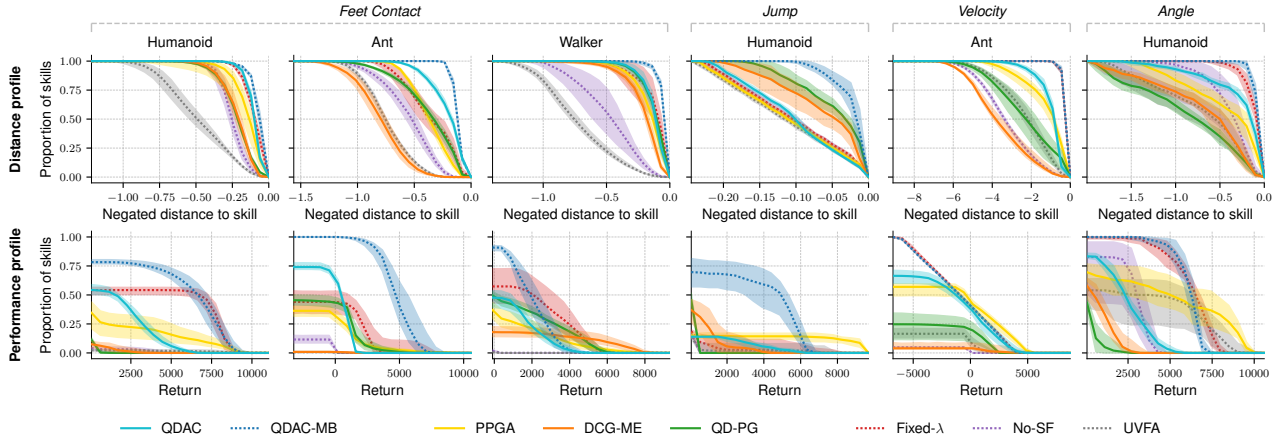 Feet Contact Jump Velocity Angle
Humanoid Ant Walker Humanoid Ant Humanoid
Distance profile
Proportion of skills
1.00
0.75
0.50
0.25
0.00
−1.00 −0.75 −0.50 −0.25 0.00
−1.5 −1.0 −0.5 0.0
−1.0 −0.5 0.0
−0.20 −0.15 −0.10 −0.05 0.00
−8 −6 −4 −2 0
−1.5 −1.0 −0.5 0.0
Negated distance to skill Negated distance to skill Negated distance to skill Negated distance to skill Negated distance to skill Negated distance to skill
Performance profile
Proportion of skills
1.00
0.75
0.50
0.25
0.00
2500 5000 7500 10000
0 5000 10000
0 2000 4000 6000 8000 10000
2000 4000 6000 8000
−5000 0 5000
2500 5000 7500 10000
Return Return Return Return Return Return
QDAC QDAC-MB PPGA DCG-ME QD-PG Fixed-λ No-SF UVFA